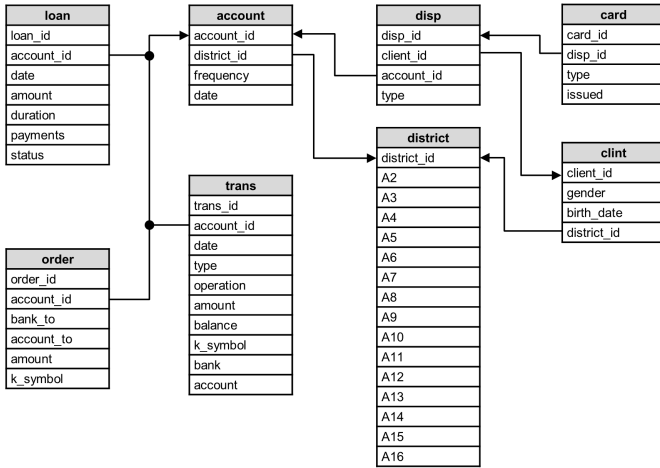 loan
loan_id
account_id
date
amount
duration
payments
status
account
account_id
district_id
frequency
date
disp
disp_id
client_id
account_id
type
card
card_id
disp_id
type
issued
district
district_id
A2
A3
A4
A5
A6
A7
A8
A9
A10
A11
A12
A13
A14
A15
A16
clint
client_id
gender
birth_date
district_id
trans
trans_id
account_id
date
type
operation
amount
balance
k_symbol
bank
account
order
order_id
account_id
bank_to
account_to
amount
k_symbol